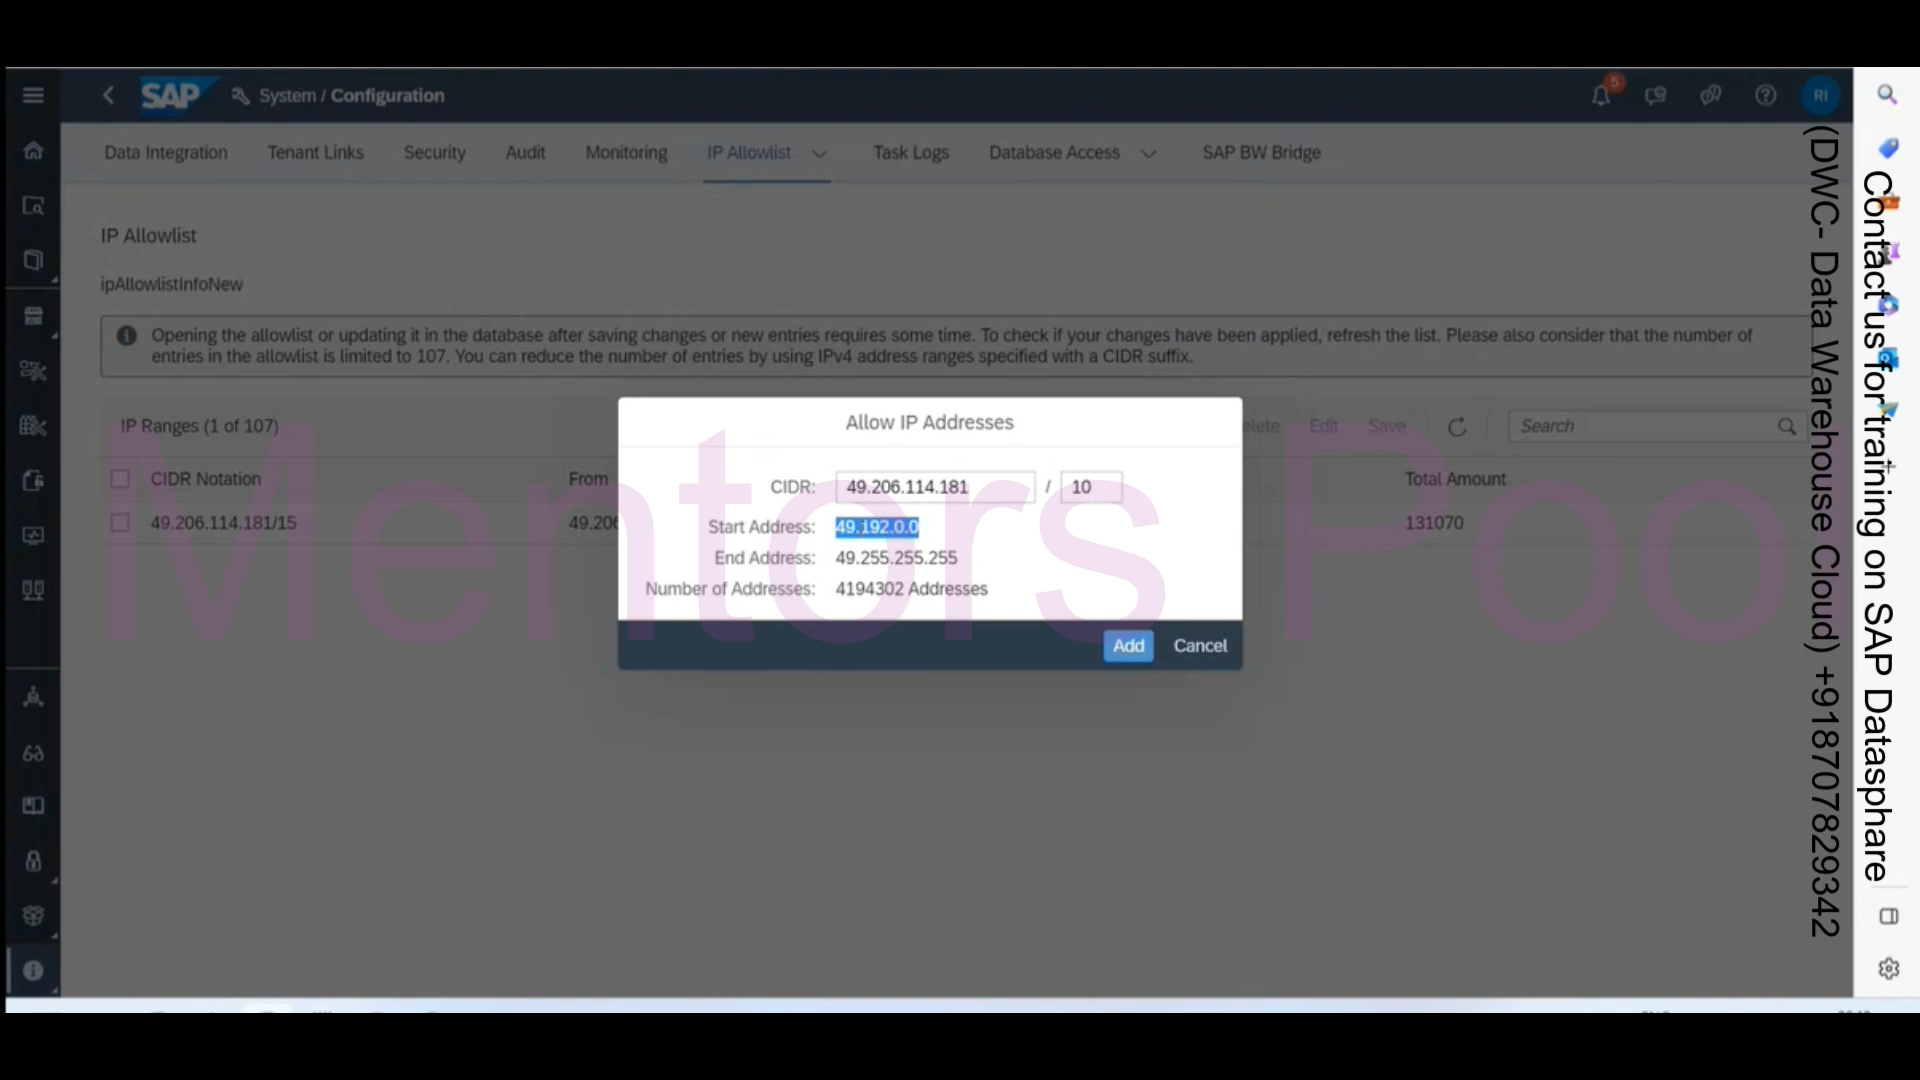 SAP System / Configuration 5 RI
Data Integration Tenant Links Security Audit Monitoring IP Allowlist Task Logs Database Access SAP BW Bridge
IP Allowlist
ipAllowlistInfoNew
Opening the allowlist or updating it in the database after saving changes or new entries requires some time. To check if your changes have been applied, refresh the list. Please also consider that the number of
entries in the allowlist is limited to 107. You can reduce the number of entries by using IPv4 address ranges specified with a CIDR suffix.
IP Ranges (1 of 107) Edit Save Search
CIDR Notation From Total Amount
49.206.114.181/15 131070
Allow IP Addresses
CIDR: 49.206.114.181 / 10
Start Address: 49.192.0.0
End Address: 49.255.255.255
Number of Addresses: 4194302 Addresses
Add Cancel
Mentors Pool
Contact us for training on SAP Datasphare
(DWC- Data Warehouse Cloud) +918707829342